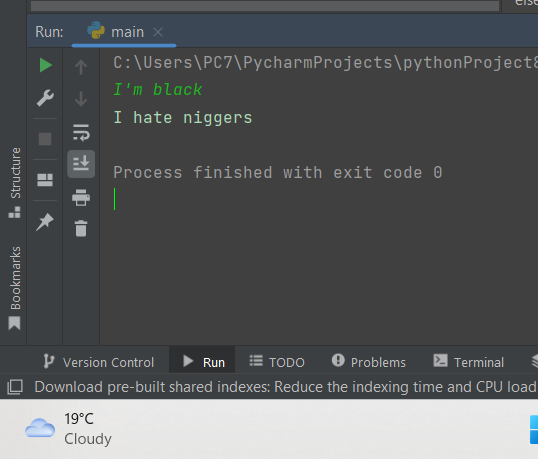 else
Run: main
C:\Users\PC7\PycharmProjects\pythonProject8
I'm black
I hate niggers
Process finished with exit code 0
Structure
Bookmarks
Version Control Run TODO Problems Terminal
Download pre-built shared indexes: Reduce the indexing time and CPU load
19°C
Cloudy